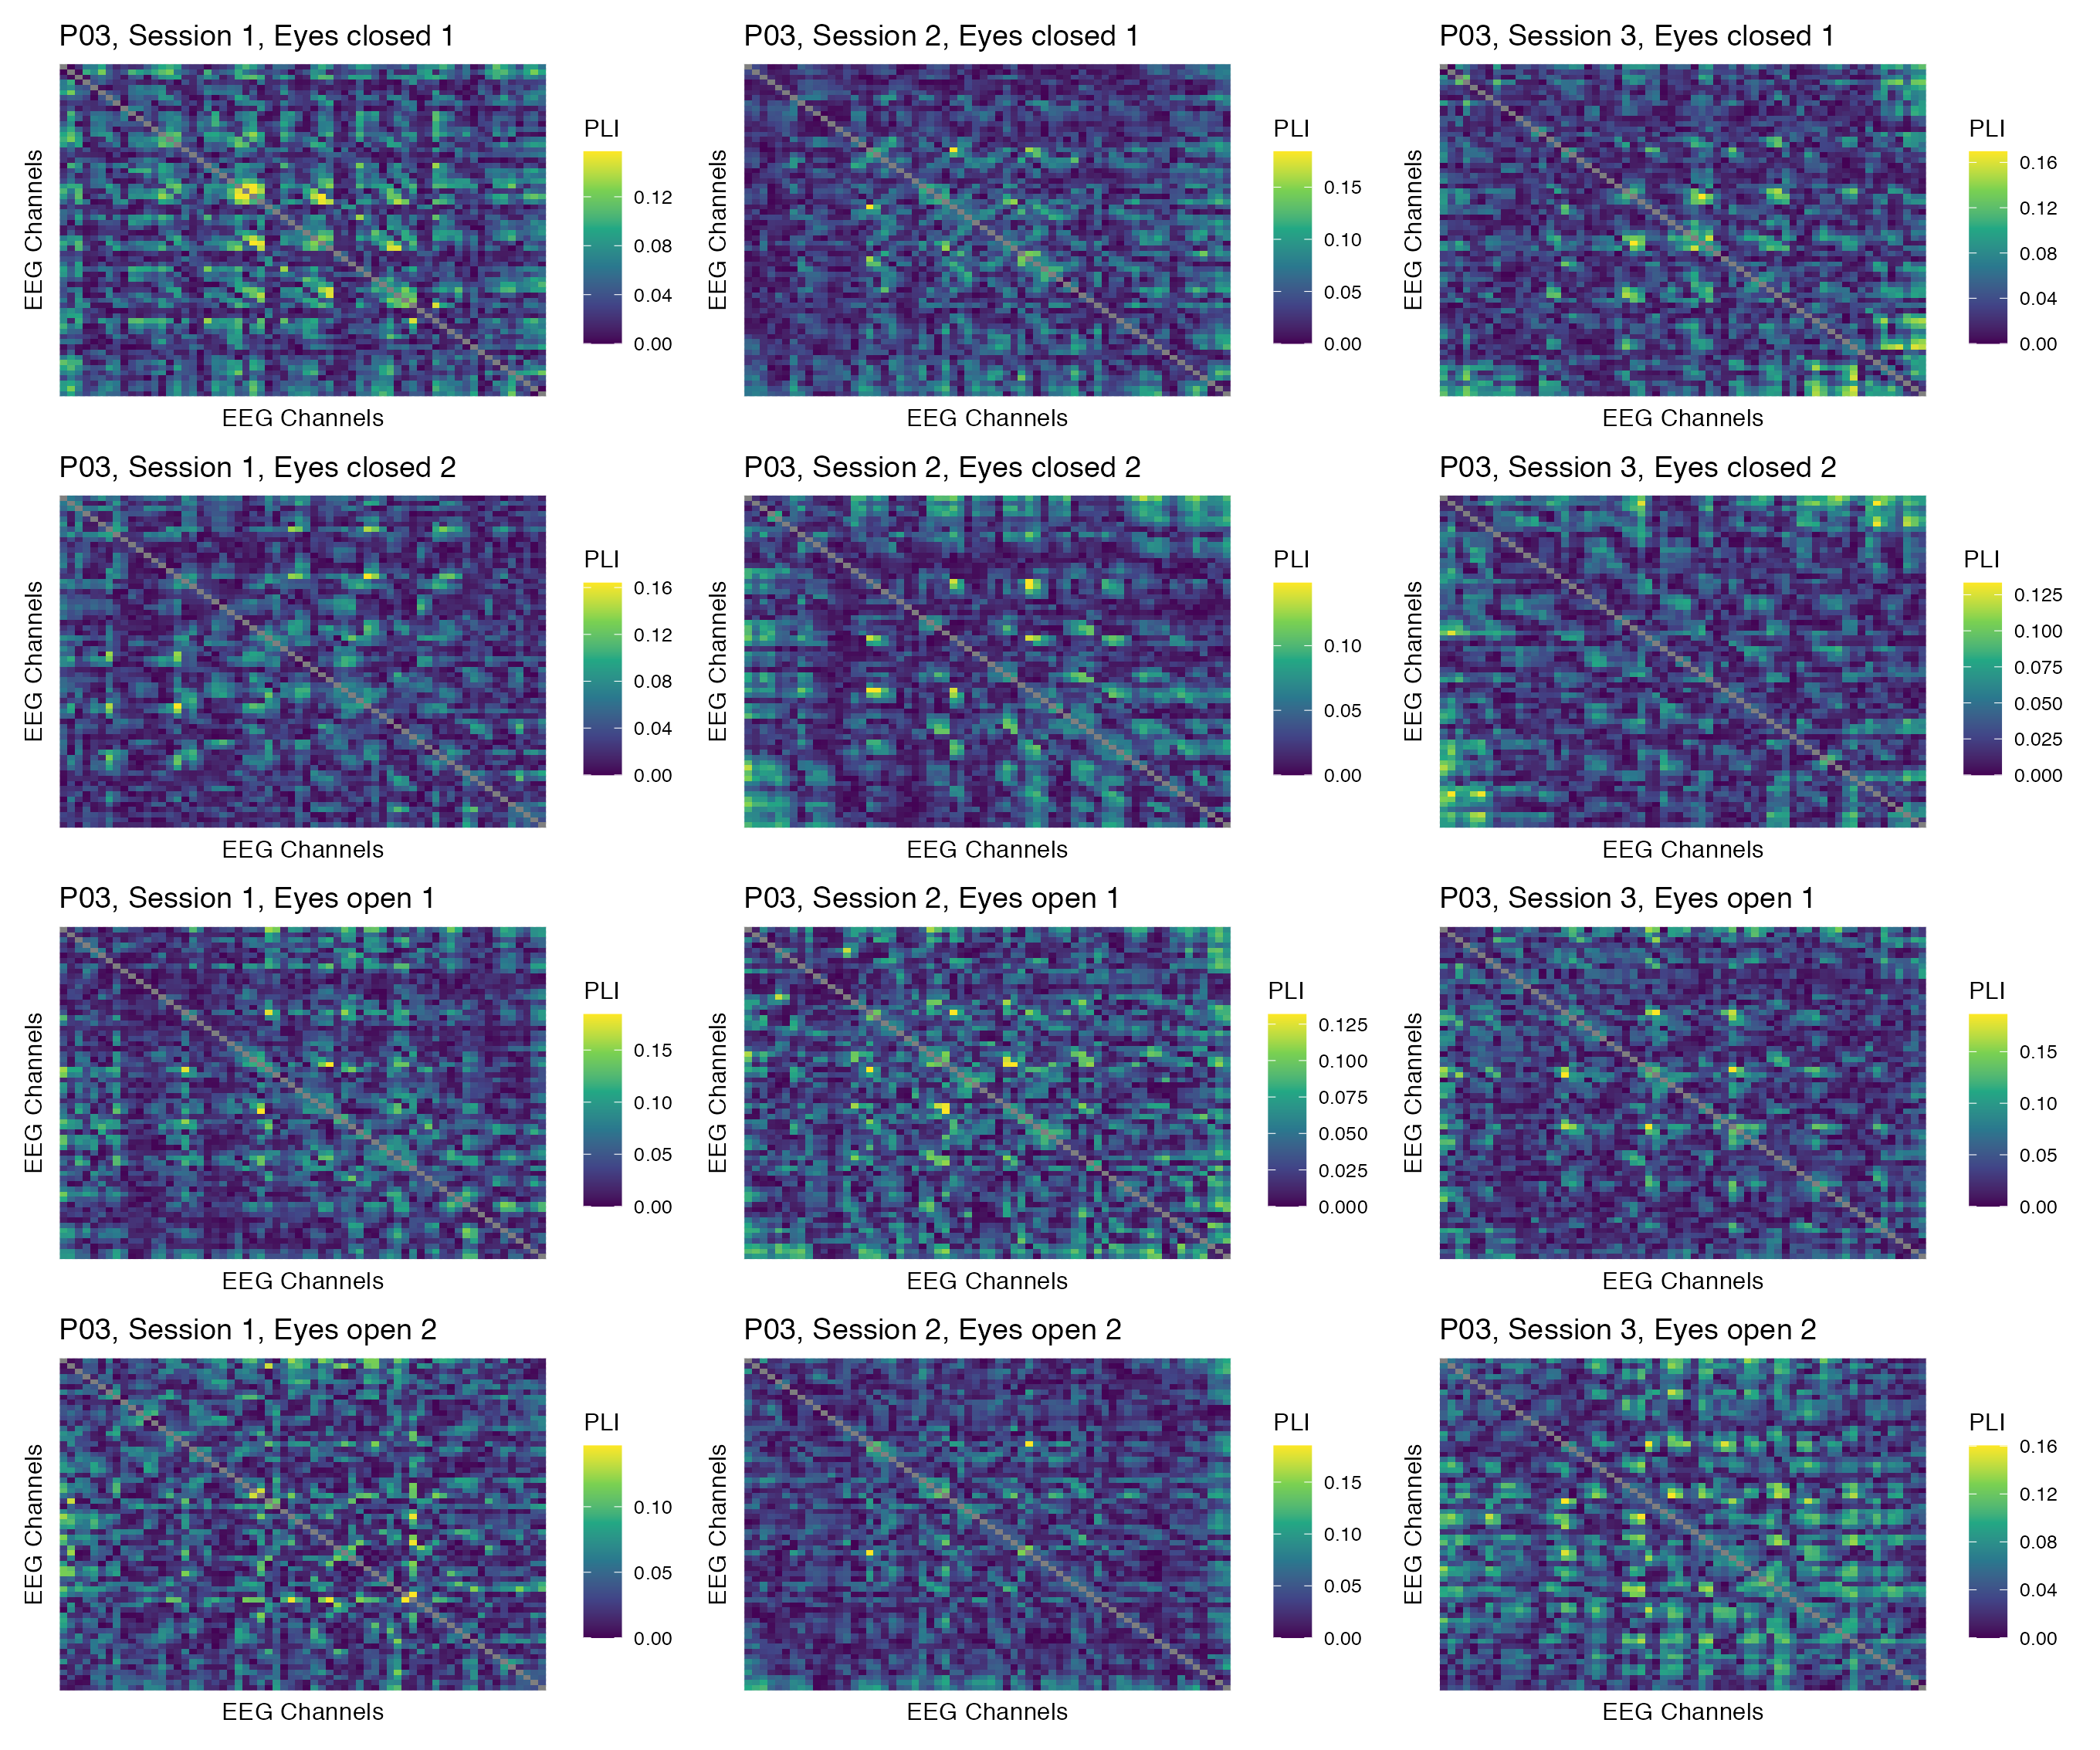 P03, Session 1, Eyes closed 1
P03, Session 2, Eyes closed 1
P03, Session 3, Eyes closed 1
EEG Channels
EEG Channels
PLI
0.12
0.08
0.04
0.00
EEG Channels
EEG Channels
PLI
0.15
0.10
0.05
0.00
EEG Channels
EEG Channels
PLI
0.16
0.12
0.08
0.04
0.00
P03, Session 1, Eyes closed 2
P03, Session 2, Eyes closed 2
P03, Session 3, Eyes closed 2
EEG Channels
EEG Channels
PLI
0.16
0.12
0.08
0.04
0.00
EEG Channels
EEG Channels
PLI
0.10
0.05
0.00
EEG Channels
EEG Channels
PLI
0.125
0.100
0.075
0.050
0.025
0.000
P03, Session 1, Eyes open 1
P03, Session 2, Eyes open 1
P03, Session 3, Eyes open 1
EEG Channels
EEG Channels
PLI
0.15
0.10
0.05
0.00
EEG Channels
EEG Channels
PLI
0.125
0.100
0.075
0.050
0.025
0.000
EEG Channels
EEG Channels
PLI
0.15
0.10
0.05
0.00
P03, Session 1, Eyes open 2
P03, Session 2, Eyes open 2
P03, Session 3, Eyes open 2
EEG Channels
EEG Channels
PLI
0.10
0.05
0.00
EEG Channels
EEG Channels
PLI
0.15
0.10
0.05
0.00
EEG Channels
EEG Channels
PLI
0.16
0.12
0.08
0.04
0.00